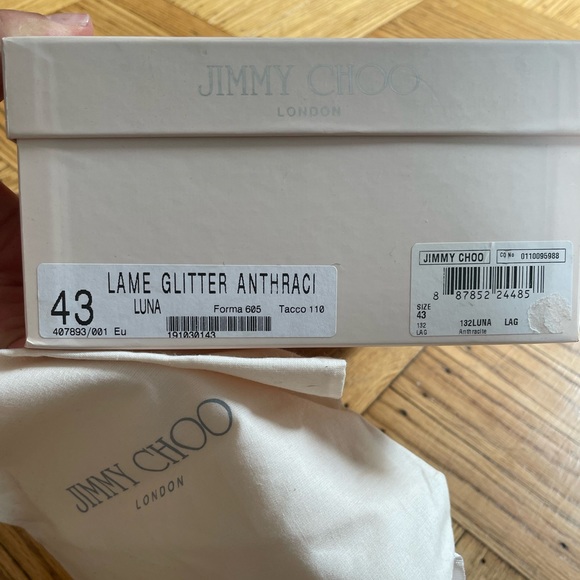 JIMMY CHOO
LONDON
43
LAME GLITTER ANTHRACI
LUNA Forma 605 Tacco 110
407893/001 Eu
191030143
JIMMY CHOO
CQ No 0110095988
8 87852 24485
SIZE
43
132 132LUNA LAG
LAG Anthracite
JIMMY CHOO
LONDON